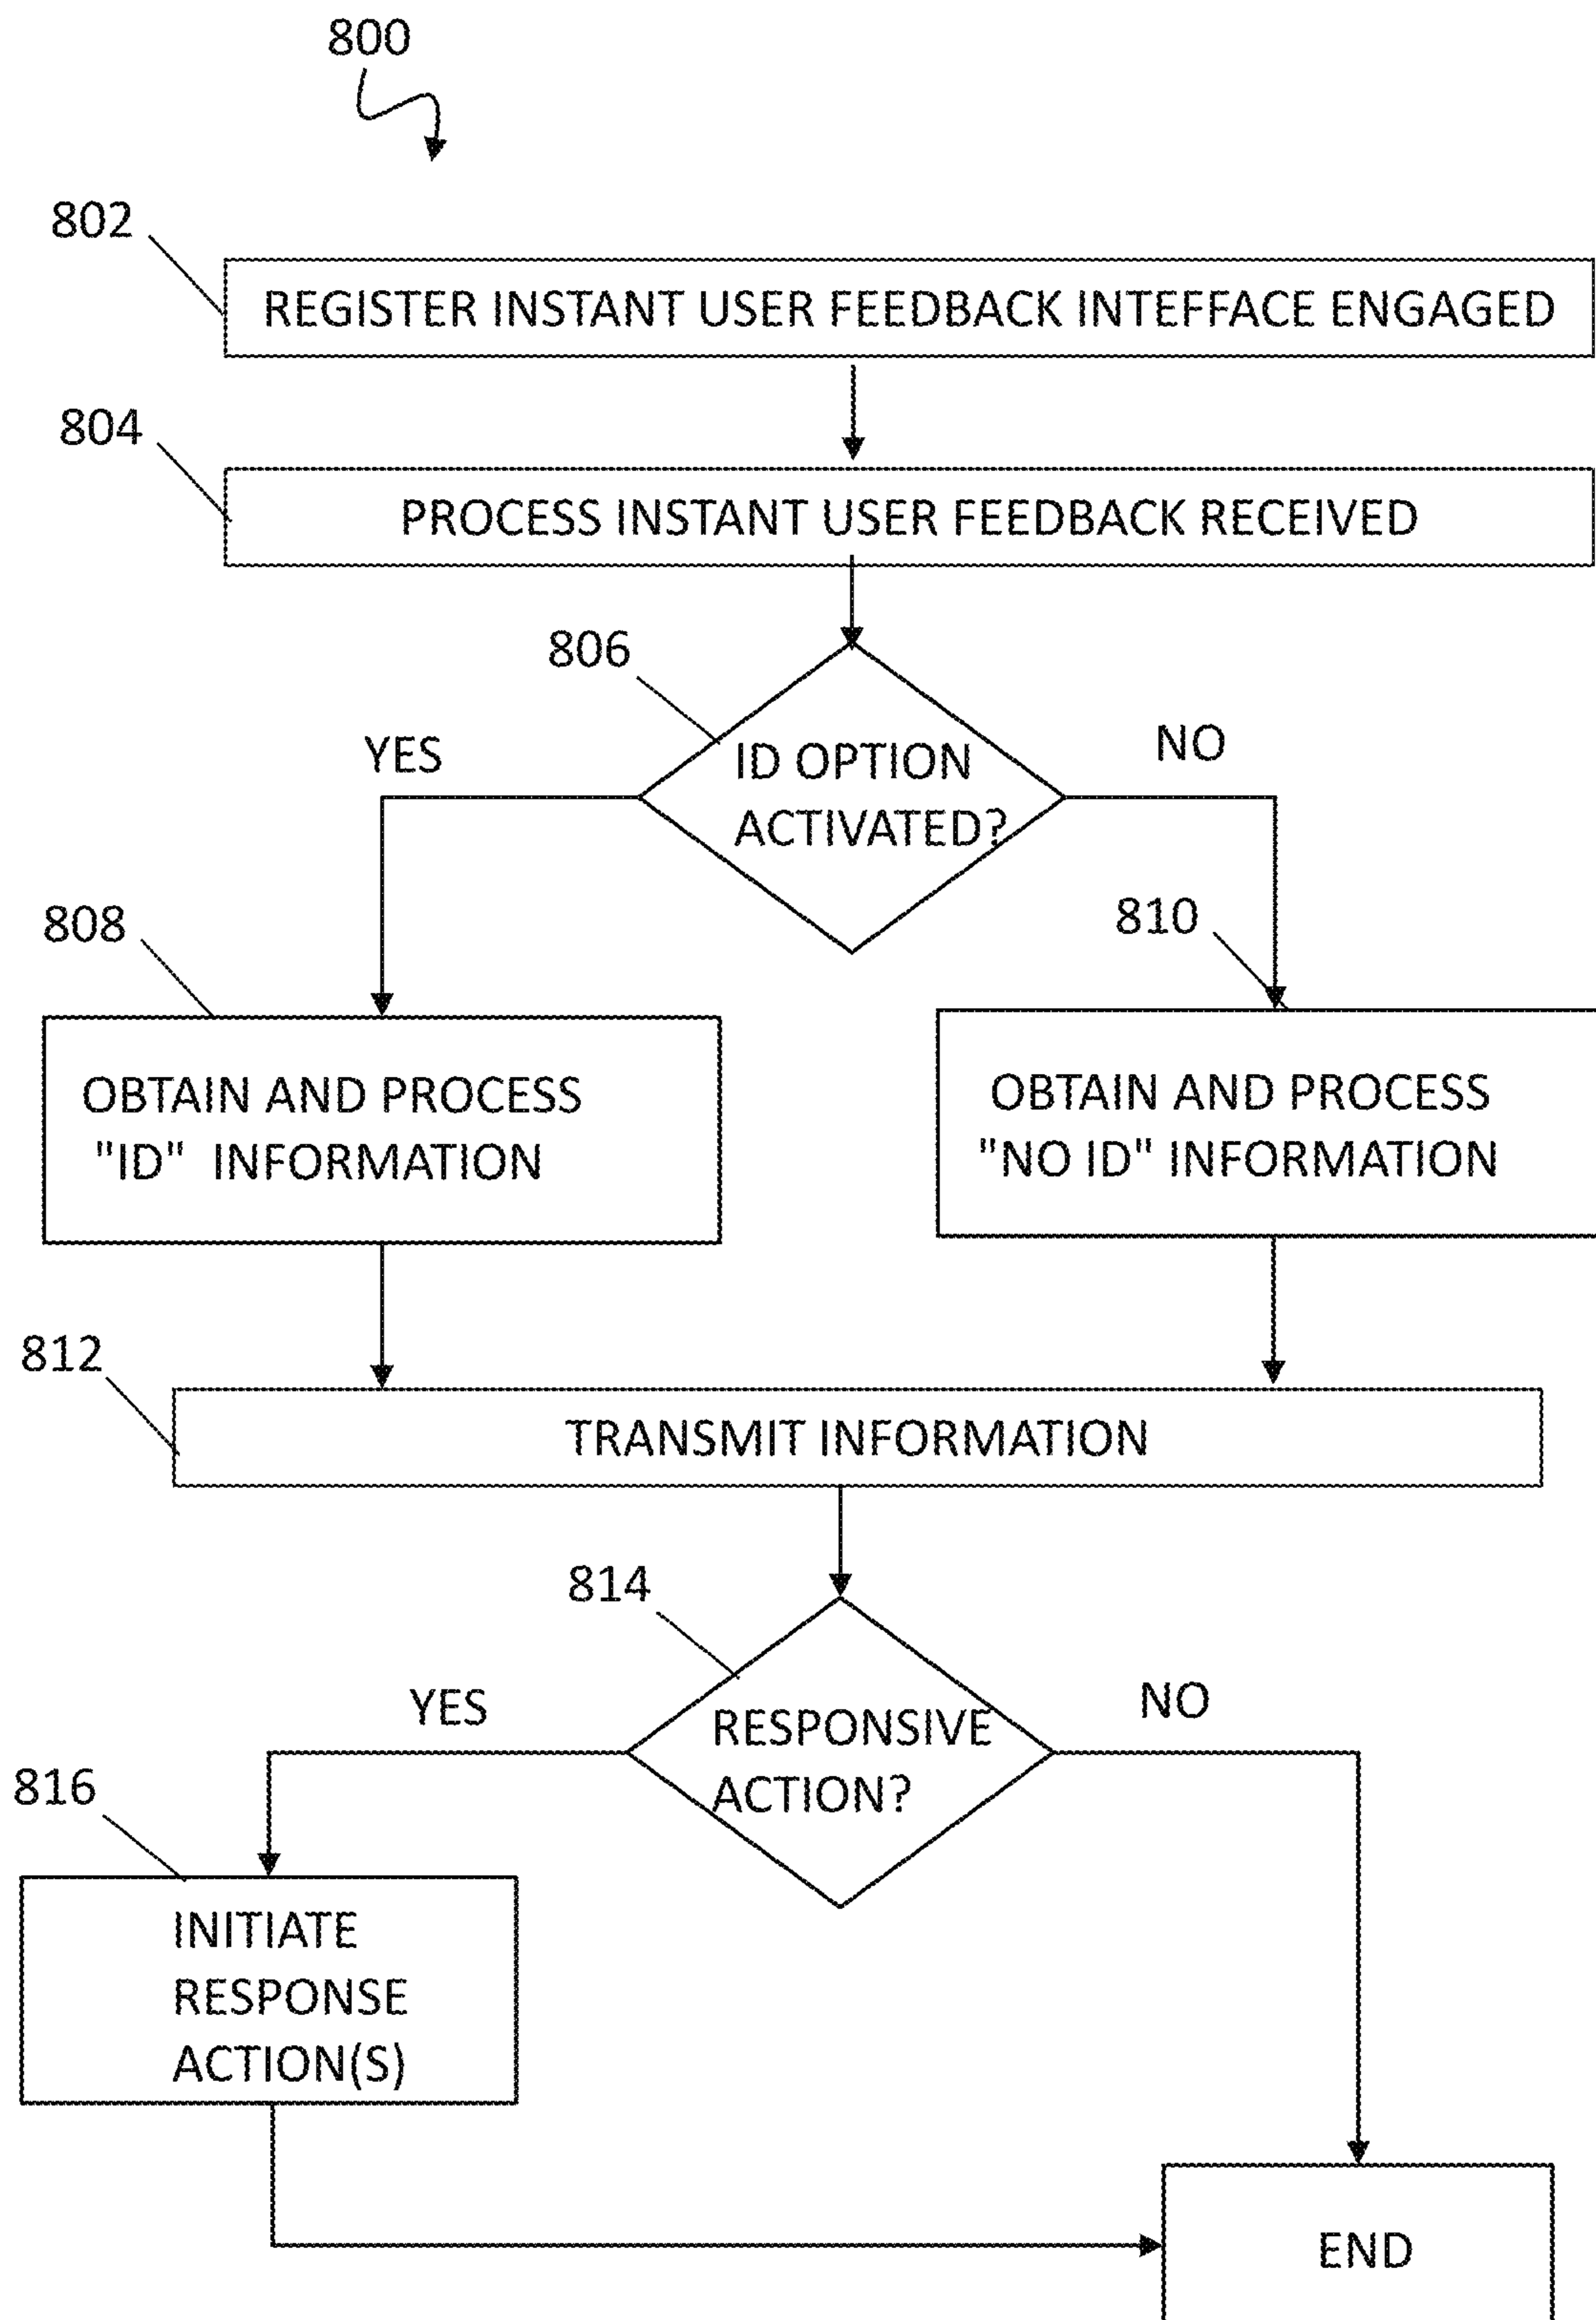 800
802
REGISTER INSTANT USER FEEDBACK INTEFFACE ENGAGED
804
PROCESS INSTANT USER FEEDBACK RECEIVED
806
YES
NO
ID OPTION
ACTIVATED?
808
810
OBTAIN AND PROCESS
"ID" INFORMATION
OBTAIN AND PROCESS
"NO ID" INFORMATION
812
TRANSMIT INFORMATION
814
YES
NO
RESPONSIVE
ACTION?
816
INITIATE
RESPONSE
ACTION(S)
END